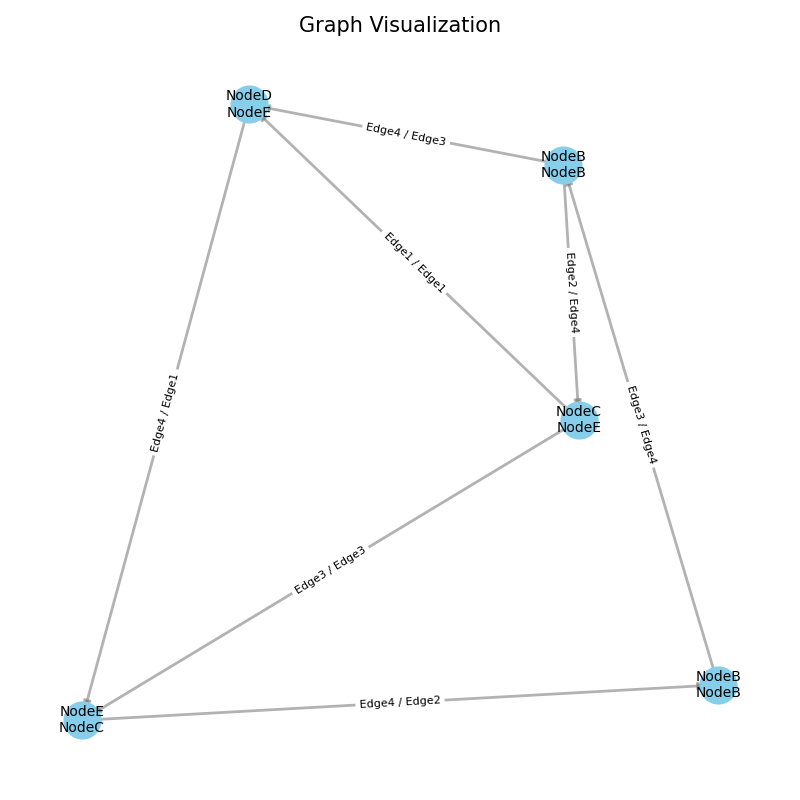 Graph Visualization
NodeD
NodeE
Edge4 / Edge3
NodeB
NodeB
Edge1 / Edge1
Edge2 / Edge4
Edge4 / Edge1
NodeC
NodeE
Edge3 / Edge4
Edge3 / Edge3
NodeB
NodeB
Edge4 / Edge2
NodeE
NodeC